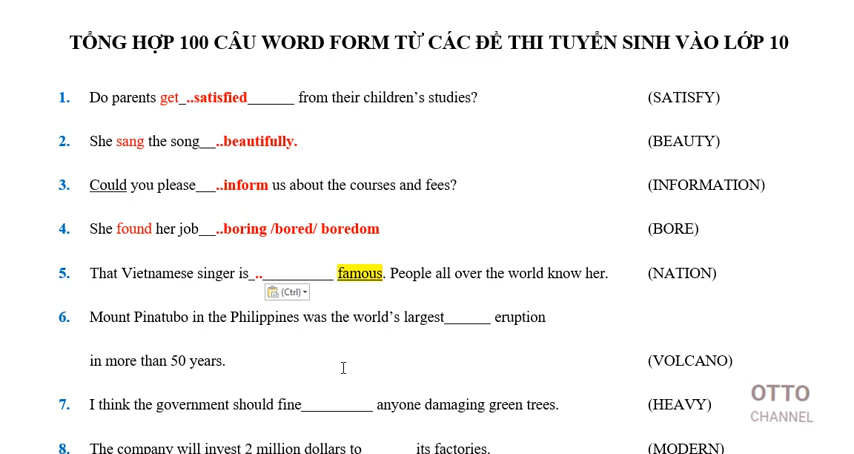 TỔNG HỢP 100 CÂU WORD FORM TỪ CÁC ĐỀ THI TUYỂN SINH VÀO LỚP 10
1. Do parents get_..satisfied______ from their children's studies? (SATISFY)
2. She sang the song__..beautifully. (BEAUTY)
3. Could you please___..inform us about the courses and fees? (INFORMATION)
4. She found her job__..boring /bored/ boredom (BORE)
5. That Vietnamese singer is_..._________ famous. People all over the world know her. (NATION)
(Ctrl)
6. Mount Pinatubo in the Philippines was the world's largest______ eruption
in more than 50 years. (VOLCANO)
7. I think the government should fine_________ anyone damaging green trees. (HEAVY)
OTTO
CHANNEL
8. The company will invest 2 million dollars to_______ its factories. (MODERN)